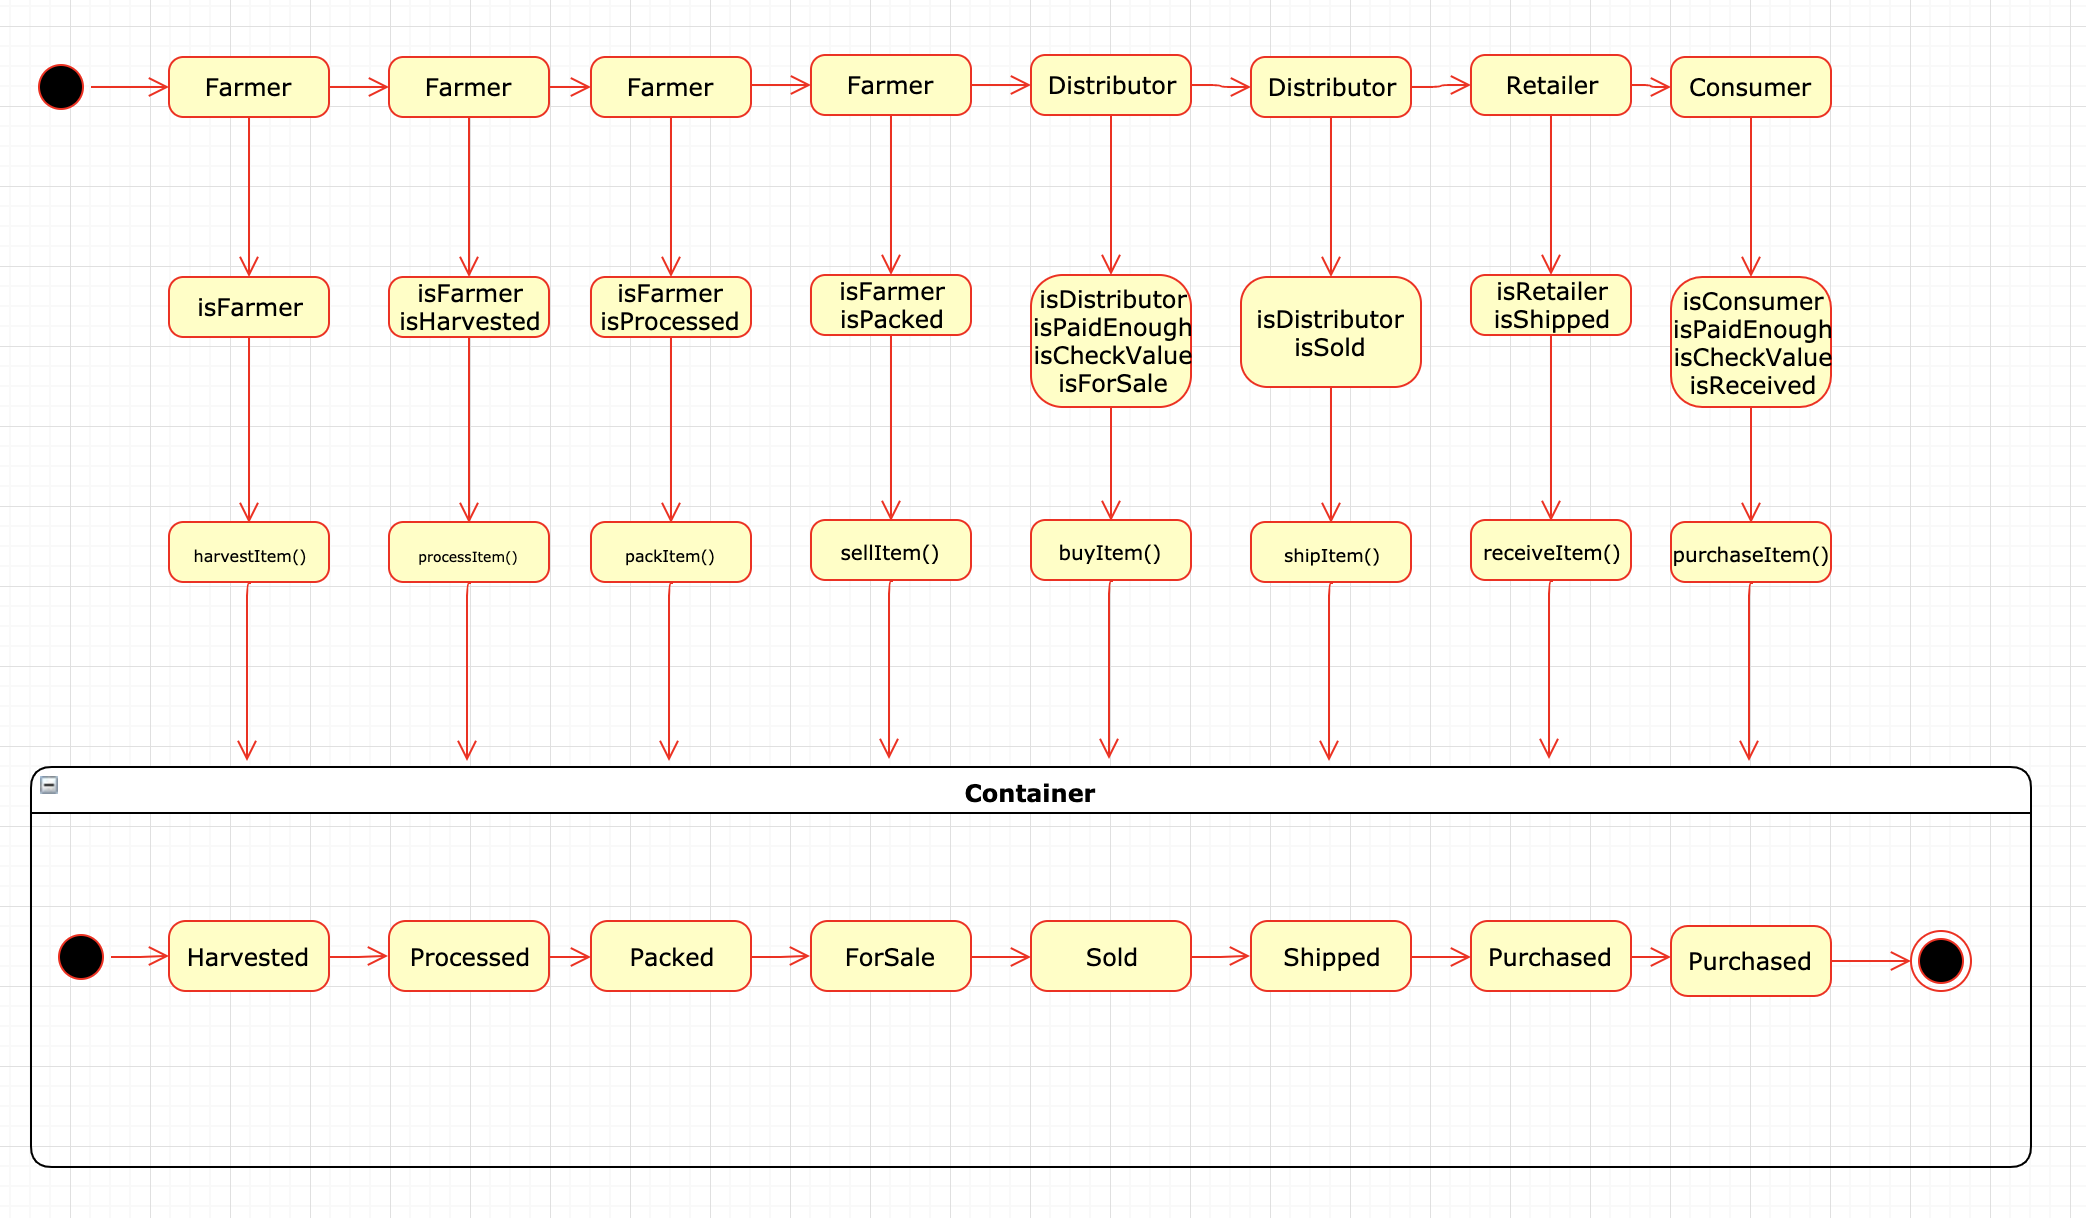 Farmer
Farmer
Farmer
Farmer
Distributor
Distributor
Retailer
Consumer
isFarmer
isFarmer
isHarvested
isFarmer
isProcessed
isFarmer
isPacked
isDistributor
isPaidEnough
isCheckValue
isForSale
isDistributor
isSold
isRetailer
isShipped
isConsumer
isPaidEnough
isCheckValue
isReceived
harvestItem()
processItem()
packItem()
sellItem()
buyItem()
shipItem()
receiveItem()
purchaseItem()
Container
Harvested
Processed
Packed
ForSale
Sold
Shipped
Purchased
Purchased